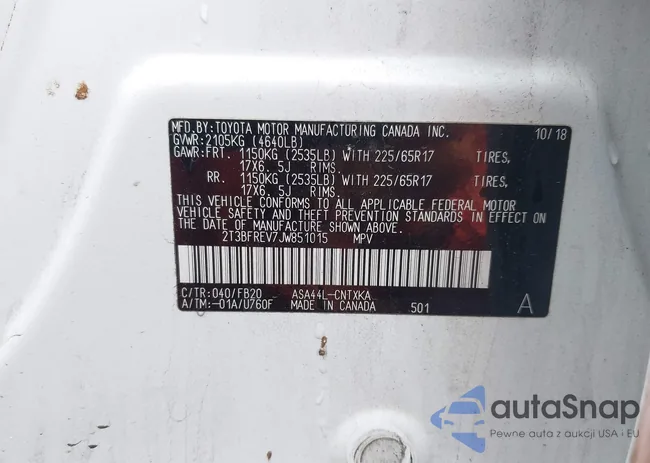 MFD.BY:TOYOTA MOTOR MANUFACTURING CANADA INC. 10/18
GVWR:2105KG (4640LB)
GAWR:FRT. 1150KG (2535LB) WITH 225/65R17 TIRES,
17X6. 5J RIMS.
RR. 1150KG (2535LB) WITH 225/65R17 TIRES,
17X6. 5J RIMS.
THIS VEHICLE CONFORMS TO ALL APPLICABLE FEDERAL MOTOR
VEHICLE SAFETY AND THEFT PREVENTION STANDARDS IN EFFECT ON
THE DATE OF MANUFACTURE SHOWN ABOVE.
2T3BFREV7JW851015 MPV
C/TR:040/FB20 ASA44L-CNTXKA
A/TM:-01A/U760F MADE IN CANADA 501 A
autaSnap
Pewne auta z aukcji USA i EU